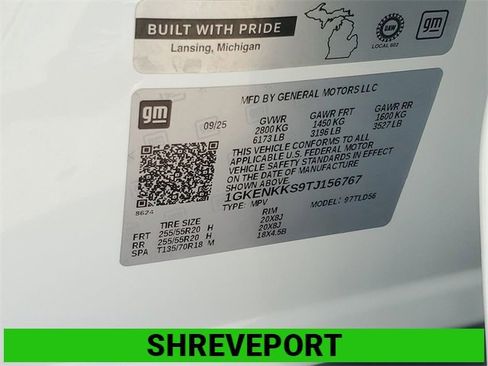 BUILT WITH PRIDE
Lansing, Michigan
UAW
LOCAL 602
gm
gm
MFD BY GENERAL MOTORS LLC
09/25 GVWR GAWR FRT GAWR RR
2800 KG 1450 KG 1600 KG
6173 LB 3196 LB 3527 LB
THIS VEHICLE CONFORMS TO ALL
APPLICABLE U.S. FEDERAL MOTOR
VEHICLE SAFETY AND THEFT
PREVENTION STANDARDS IN EFFECT
ON THE DATE OF MANUFACTURE
SHOWN ABOVE.
1GKENKKS9TJ156767
8624 TYPE: MPV MODEL: 97TLD56
TIRE SIZE RIM
FRT 255/55R20 H 20X8J
RR 255/55R20 H 20X8J
SPA T135/70R18 M 18X4.5B
SHREVEPORT